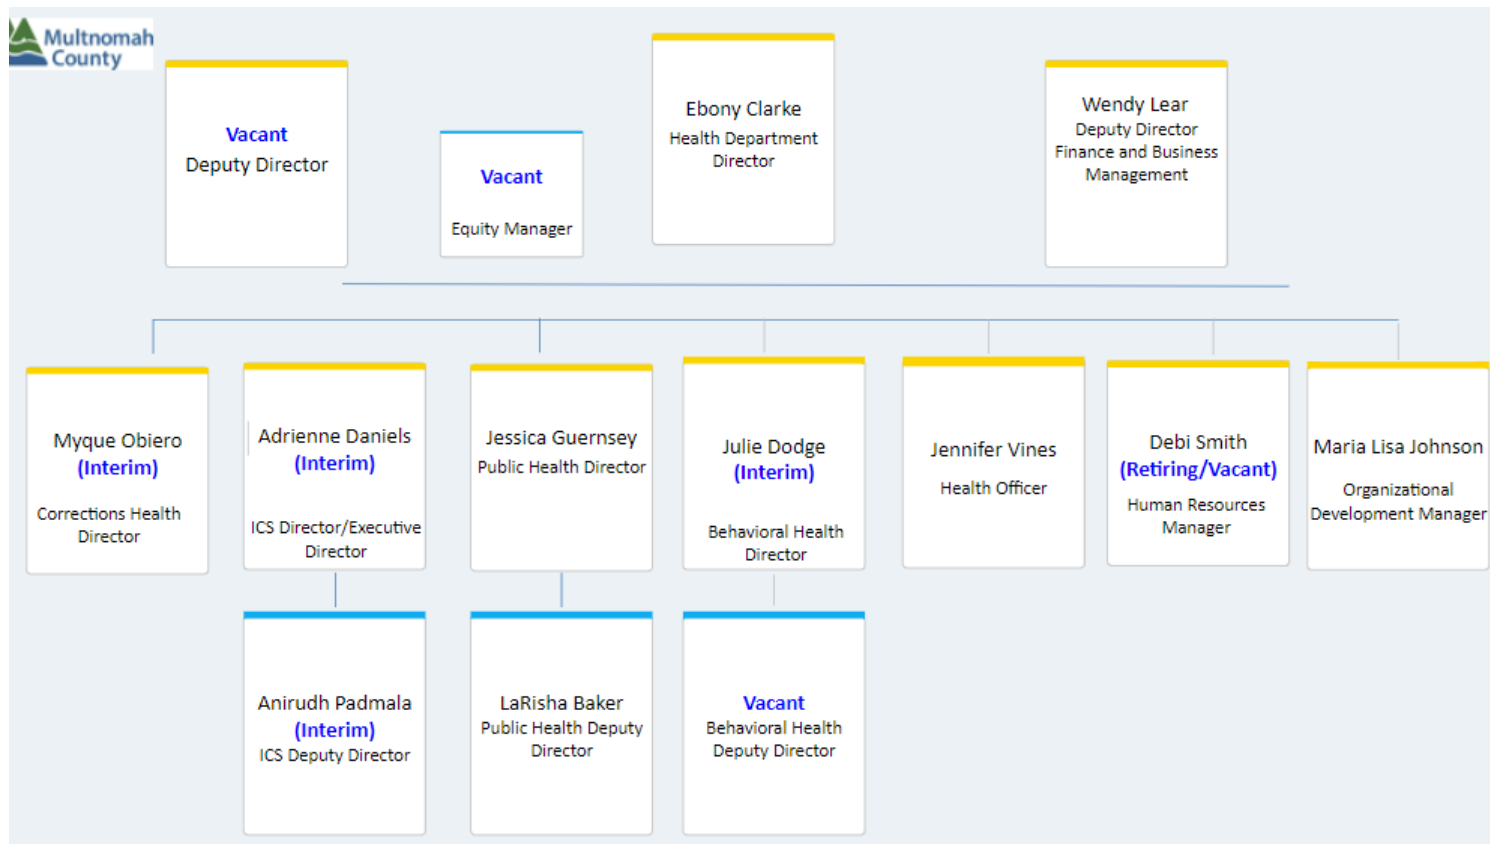 Multnomah
County
Vacant
Deputy Director
Vacant
Equity Manager
Ebony Clarke
Health Department
Director
Wendy Lear
Deputy Director
Finance and Business
Management
Myque Obiero
(Interim)
Corrections Health
Director
Adrienne Daniels
(Interim)
ICS Director/Executive
Director
Jessica Guernsey
Public Health Director
Julie Dodge
(Interim)
Behavioral Health
Director
Jennifer Vines
Health Officer
Debi Smith
(Retiring/Vacant)
Human Resources
Manager
Maria Lisa Johnson
Organizational
Development Manager
Anirudh Padmala
(Interim)
ICS Deputy Director
LaRisha Baker
Public Health Deputy
Director
Vacant
Behavioral Health
Deputy Director